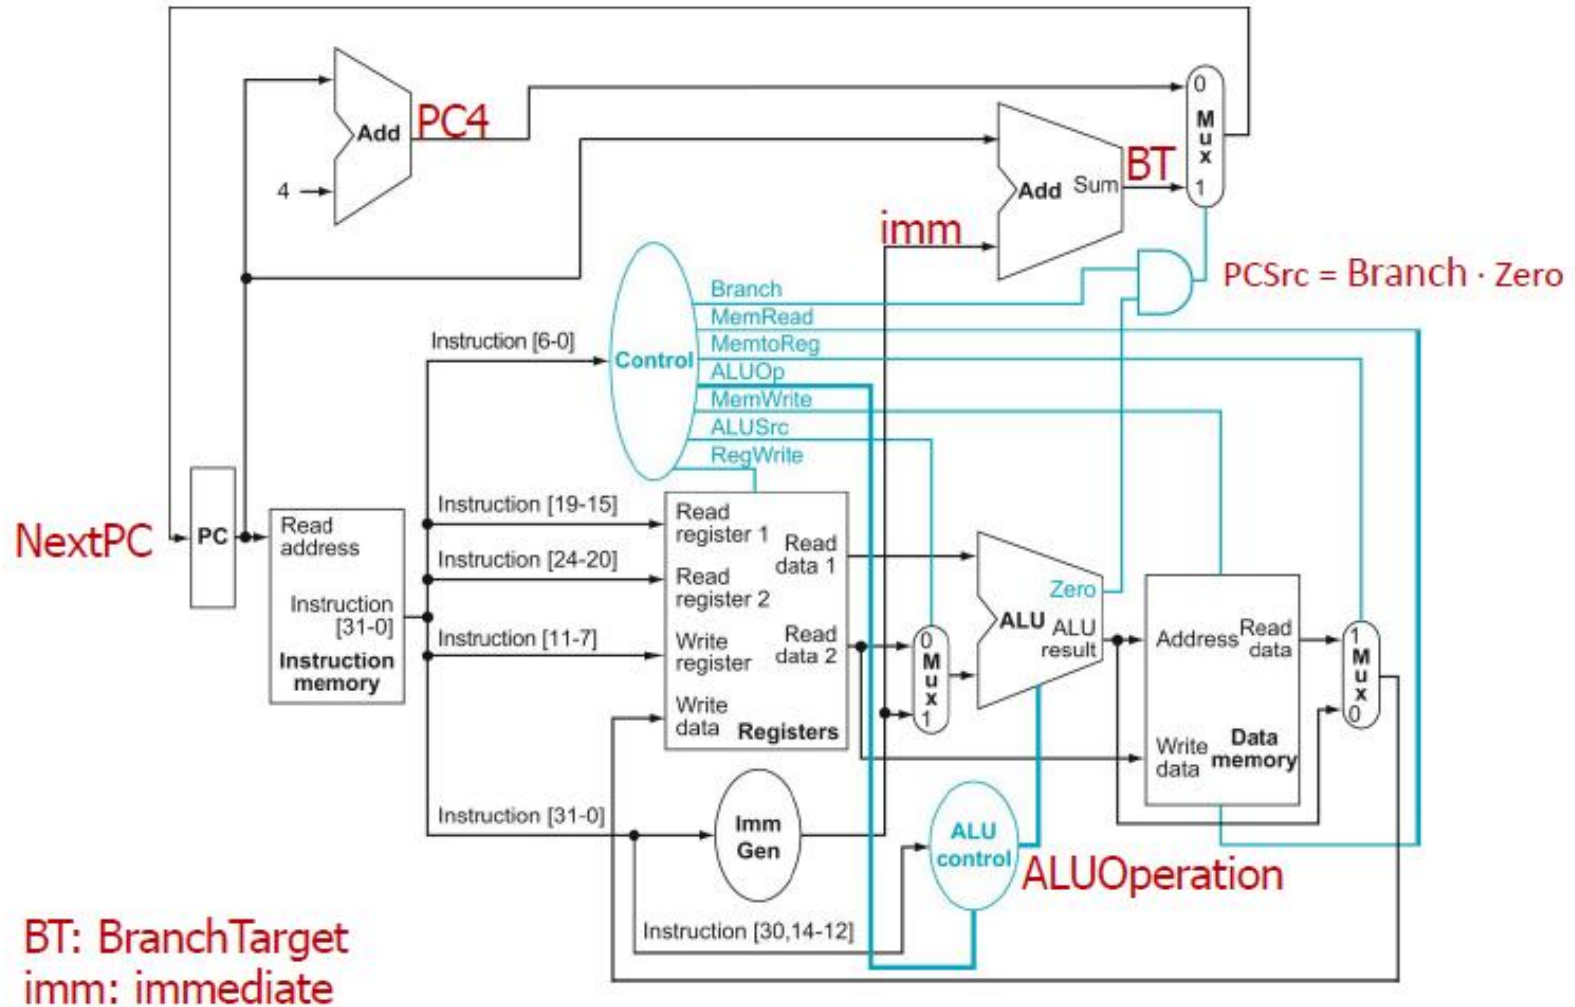 Add
PC4
4
0
Mux
1
Add
Sum
BT
imm
PCSrc = Branch · Zero
Branch
MemRead
MemtoReg
ALUOp
MemWrite
ALUSrc
RegWrite
Control
Instruction [6-0]
Instruction [19-15]
Instruction [24-20]
Instruction [11-7]
Instruction [31-0]
NextPC
PC
Read
address
Instruction
[31-0]
Instruction
memory
Read
register 1
Read
register 2
Write
register
Write
data
Read
data 1
Read
data 2
Registers
0
Mux
1
Zero
ALU
ALU
result
Address
Read
data
Write
data
Data
memory
1
Mux
0
Imm
Gen
ALU
control
ALUOperation
Instruction [30,14-12]
BT: BranchTarget
imm: immediate